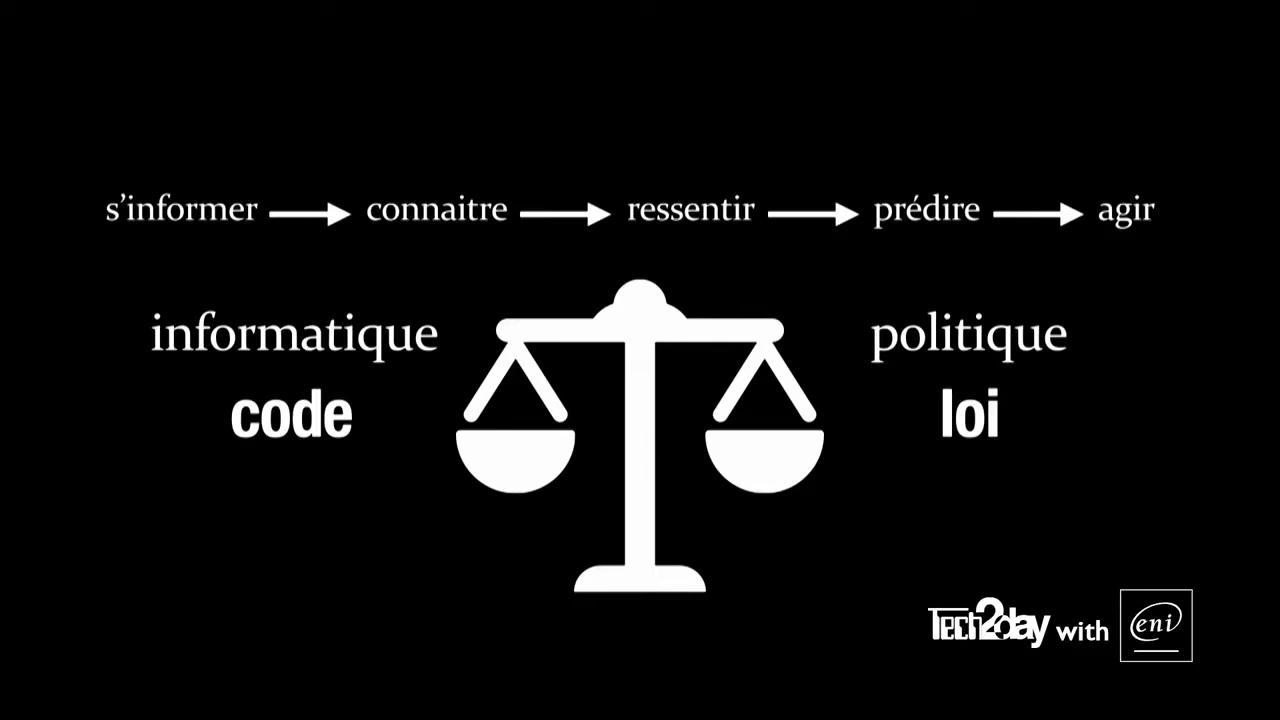 s'informer connaitre ressentir prédire agir
informatique politique
code loi
Tech2day with eni